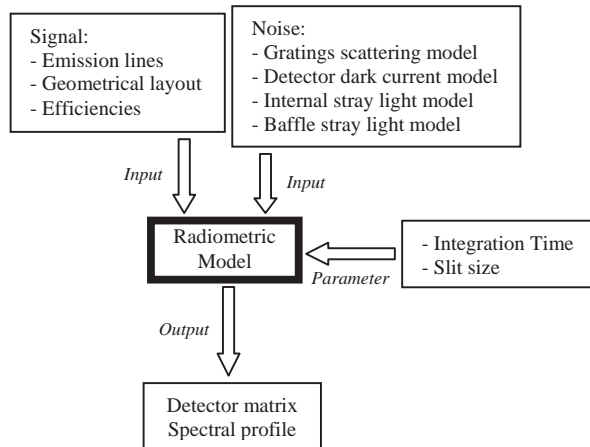 Signal:
- Emission lines
- Geometrical layout
- Efficiencies
Noise:
- Gratings scattering model
- Detector dark current model
- Internal stray light model
- Baffle stray light model
Input
Input
Radiometric
Model
- Integration Time
- Slit size
Parameter
Output
Detector matrix
Spectral profile